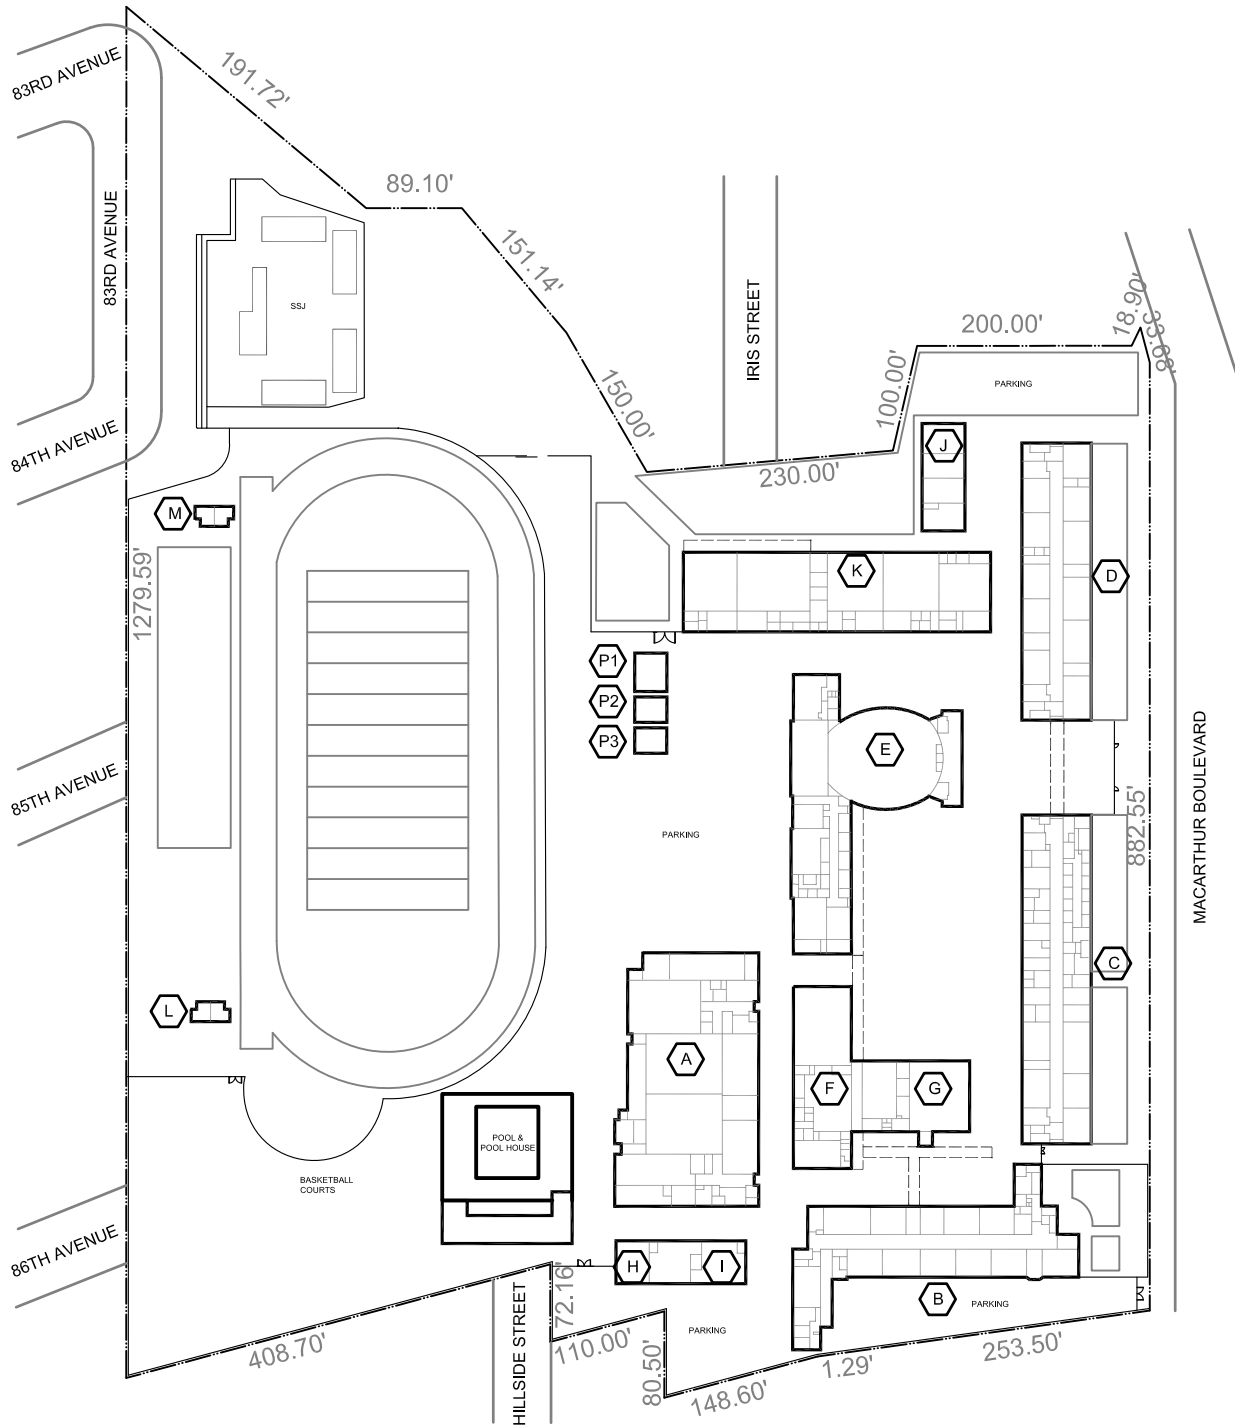 191.72'
83RD AVENUE
89.10'
83RD AVENUE
151.14'
SSJ
IRIS STREET
18.90'
33.68'
200.00'
PARKING
100.00'
150.00'
84TH AVENUE
230.00'
J
M
K
D
1279.59'
P1
P2
P3
E
85TH AVENUE
MACARTHUR BOULEVARD
882.55'
PARKING
C
L
A
F
G
POOL &
POOL HOUSE
BASKETBALL
COURTS
86TH AVENUE
H
I
B
PARKING
72.16'
HILLSIDE STREET
408.70'
110.00'
PARKING
80.50'
148.60'
1.29'
253.50'